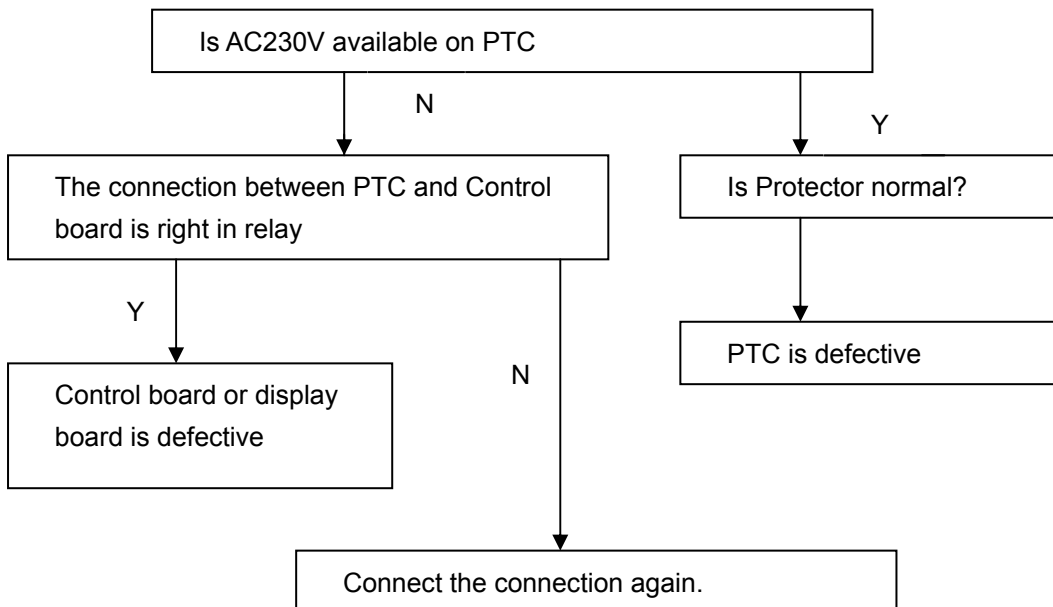 Is AC230V available on PTC
N
Y
The connection between PTC and Control
board is right in relay
Is Protector normal?
Y
N
PTC is defective
Control board or display
board is defective
Connect the connection again.